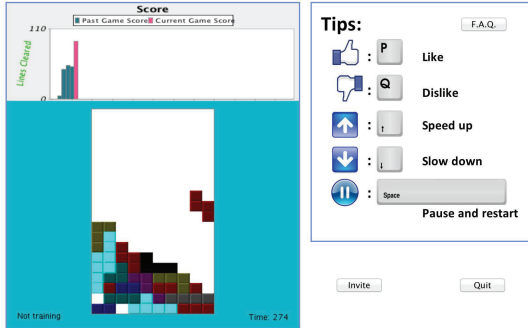 Score
Past Game Score Current Game Score
110
Lines Cleared
0
Not training
Time: 274
Tips:
F.A.Q.
: P Like
: Q Dislike
: ↑ Speed up
: ↓ Slow down
: Space
Pause and restart
Invite
Quit